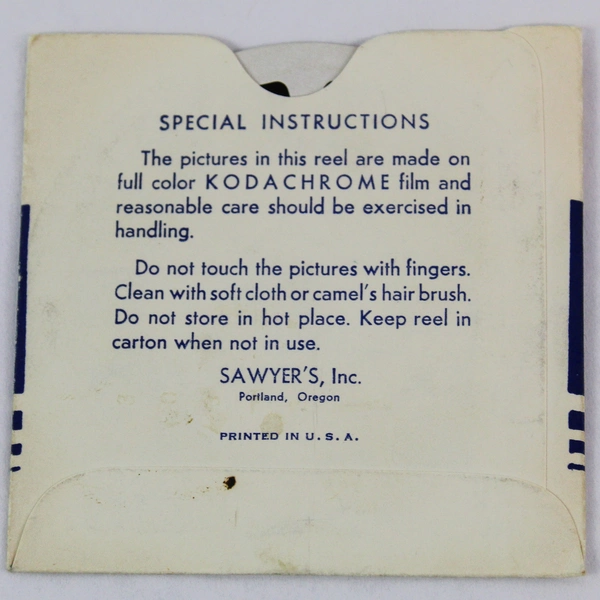 SPECIAL INSTRUCTIONS
The pictures in this reel are made on
full color KODACHROME film and
reasonable care should be exercised in
handling.
Do not touch the pictures with fingers.
Clean with soft cloth or camel's hair brush.
Do not store in hot place. Keep reel in
carton when not in use.
SAWYER'S, Inc.
Portland, Oregon
PRINTED IN U. S. A.